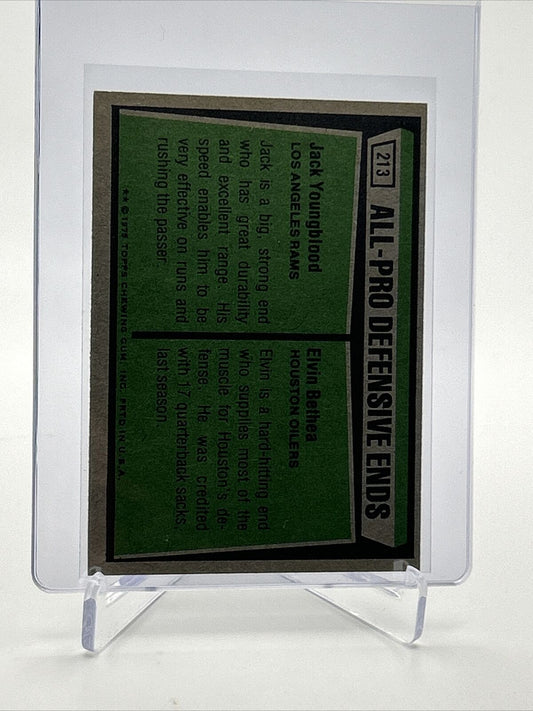 213
ALL-PRO DEFENSIVE ENDS
Jack Youngblood
LOS ANGELES RAMS
Jack is a big, strong end
who has great durability
and excellent range. His
speed enables him to be
very effective on runs and
rushing the passer.
Elvin Bethea
HOUSTON OILERS
Elvin is a hard-hitting end
who supplies most of the
muscle for Houston's de-
fense. He was credited
with 17 quarterback sacks
last season.
** © 1975 TOPPS CHEWING GUM, INC. PRTD. IN U.S.A.